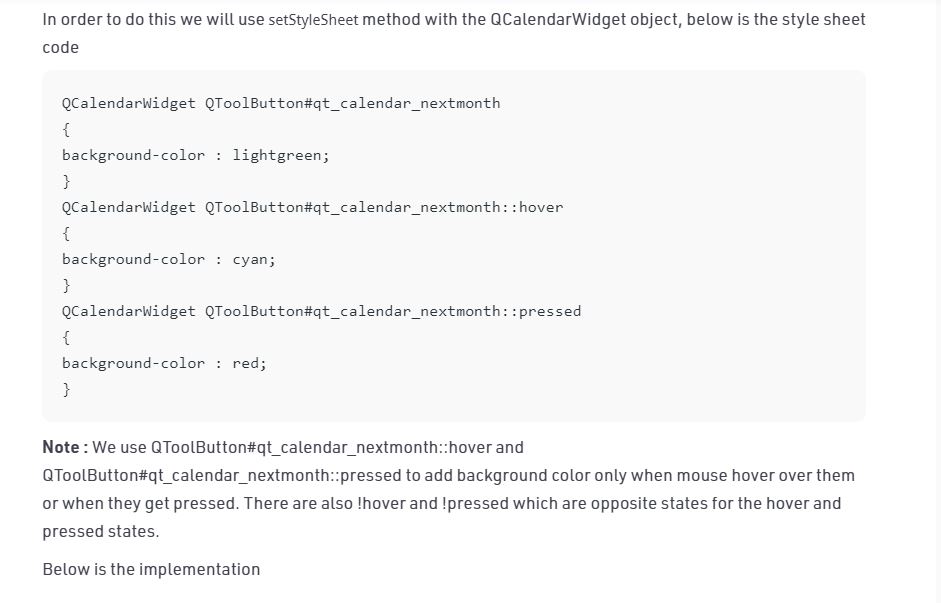 In order to do this we will use setStyleSheet method with the QCalendarWidget object, below is the style sheet
code
QCalendarWidget QToolButton#qt_calendar_nextmonth
{
background-color : lightgreen;
}
QCalendarWidget QToolButton#qt_calendar_nextmonth::hover
{
background-color : cyan;
}
QCalendarWidget QToolButton#qt_calendar_nextmonth::pressed
{
background-color : red;
}
Note : We use QToolButton#qt_calendar_nextmonth::hover and
QToolButton#qt_calendar_nextmonth::pressed to add background color only when mouse hover over them
or when they get pressed. There are also !hover and !pressed which are opposite states for the hover and
pressed states.
Below is the implementation